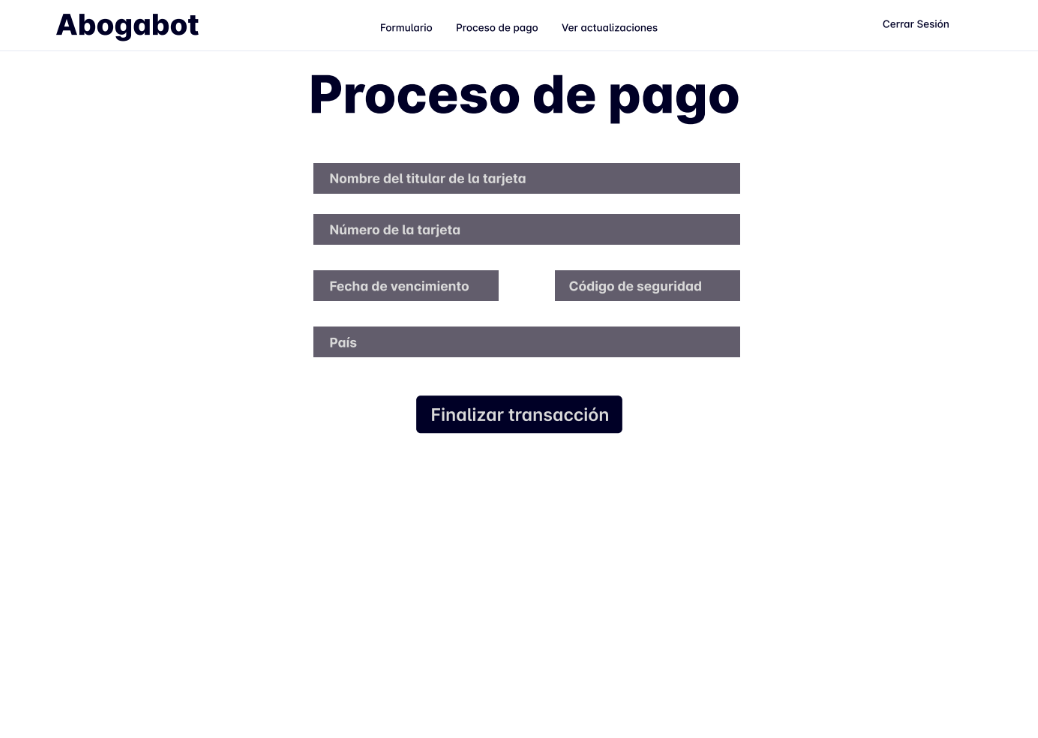 Abogabot
Formulario Proceso de pago Ver actualizaciones
Cerrar Sesión
Proceso de pago
Nombre del titular de la tarjeta
Número de la tarjeta
Fecha de vencimiento
Código de seguridad
País
Finalizar transacción